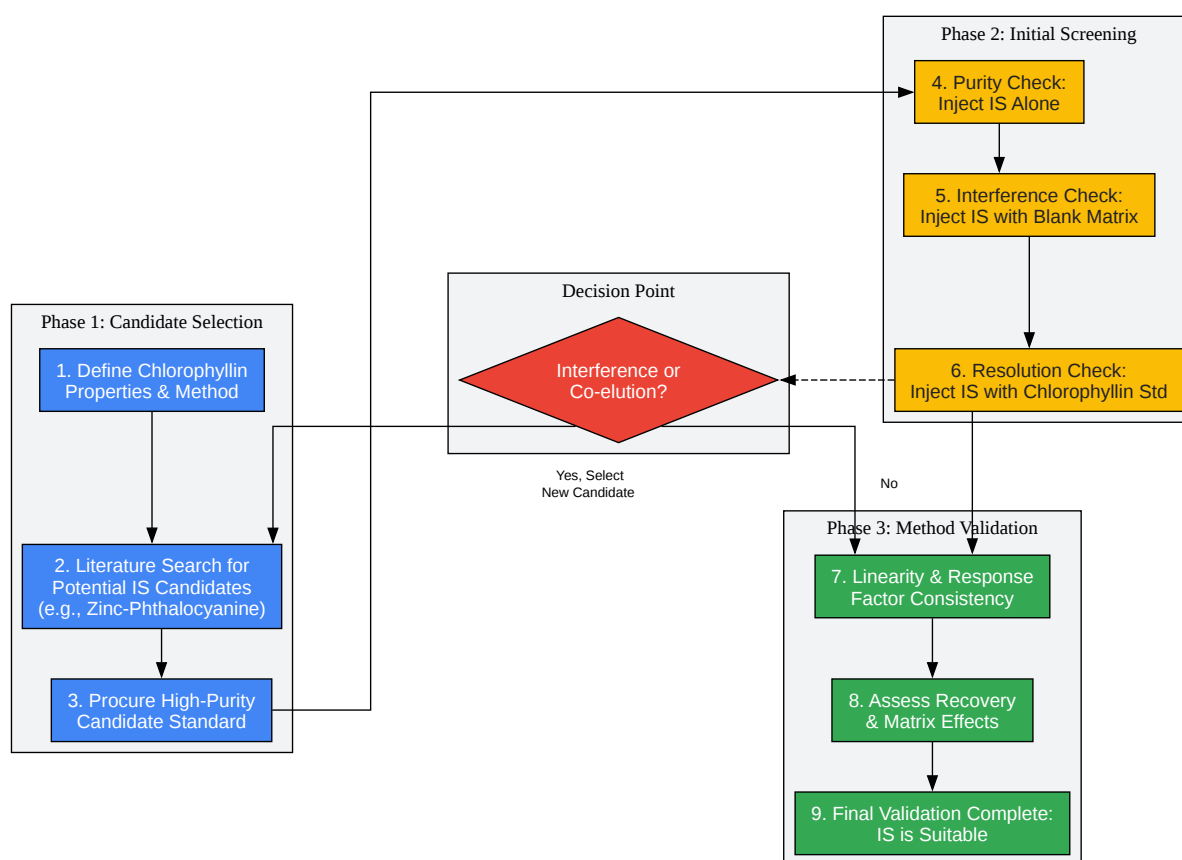 Phase 1: Candidate Selection
1. Define Chlorophyllin
Properties & Method
2. Literature Search for
Potential IS Candidates
(e.g., Zinc-Phthalocyanine)
3. Procure High-Purity
Candidate Standard
Phase 2: Initial Screening
4. Purity Check:
Inject IS Alone
5. Interference Check:
Inject IS with Blank Matrix
6. Resolution Check:
Inject IS with Chlorophyllin Std
Decision Point
Interference or
Co-elution?
Yes, Select
New Candidate
No
Phase 3: Method Validation
7. Linearity & Response
Factor Consistency
8. Assess Recovery
& Matrix Effects
9. Final Validation Complete:
IS is Suitable